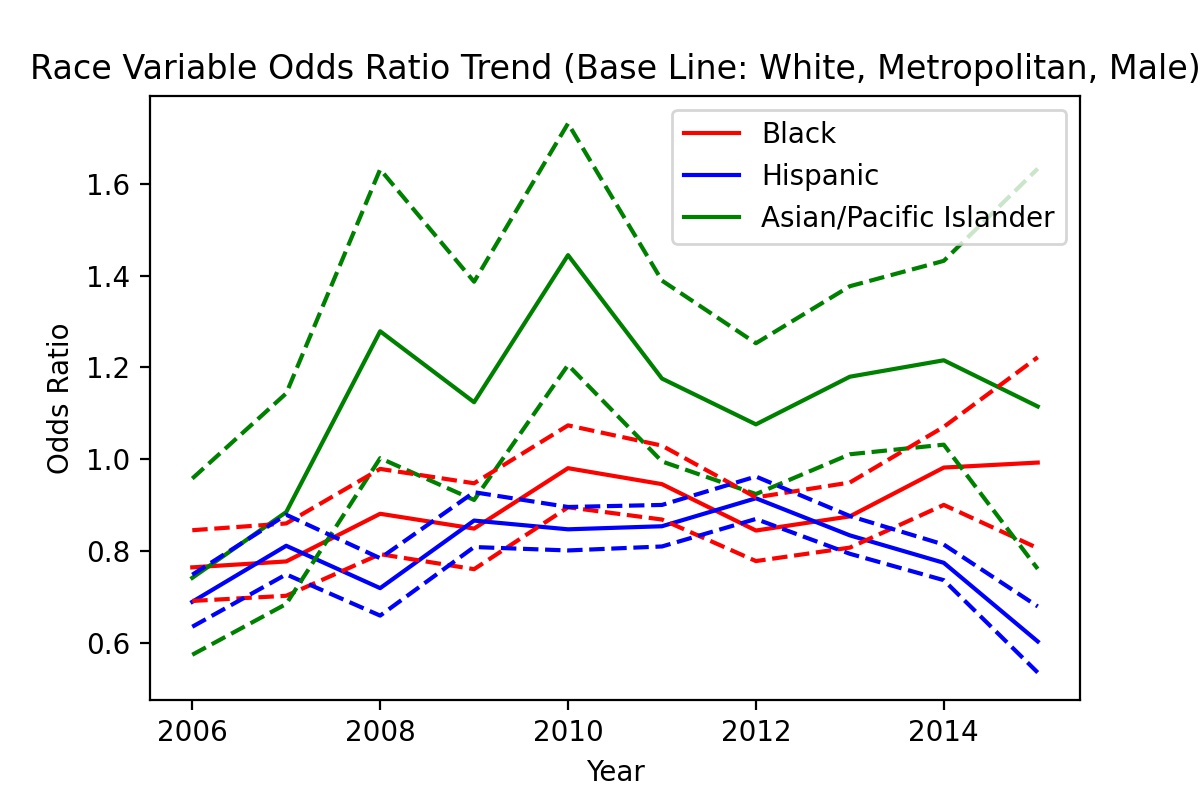 Race Variable Odds Ratio Trend (Base Line: White, Metropolitan, Male)
Black
Hispanic
Asian/Pacific Islander
Odds Ratio
1.6
1.4
1.2
1.0
0.8
0.6
2006 2008 2010 2012 2014
Year